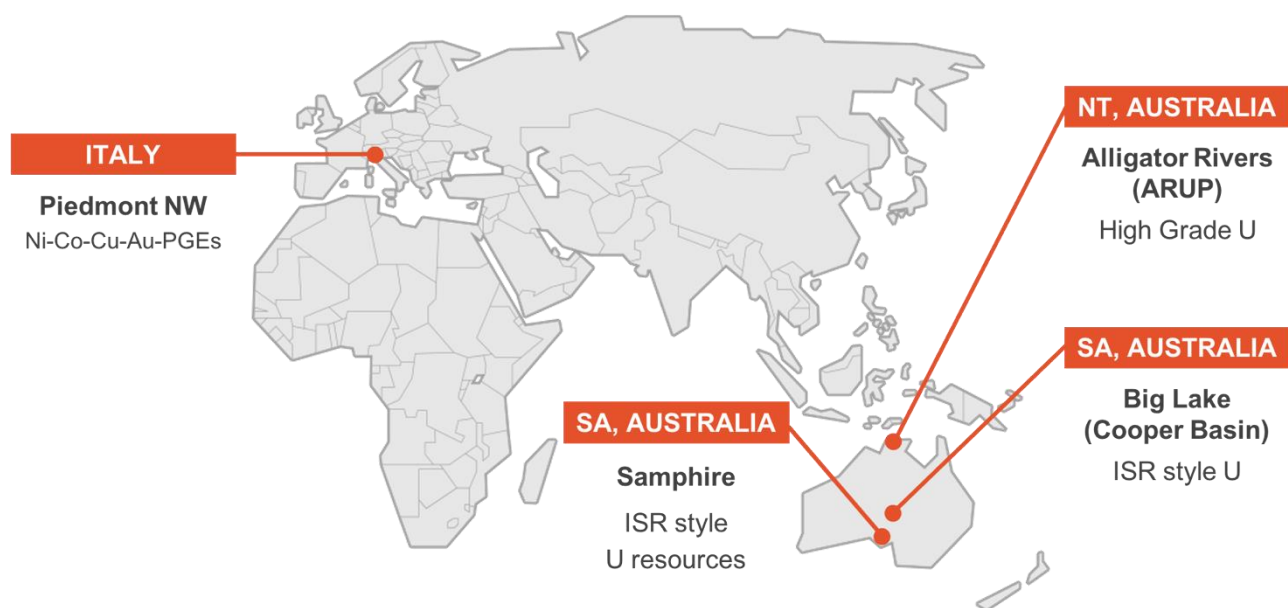 ITALY
Piedmont NW
Ni-Co-Cu-Au-PGEs
NT, AUSTRALIA
Alligator Rivers
(ARUP)
High Grade U
SA, AUSTRALIA
Big Lake
(Cooper Basin)
ISR style U
SA, AUSTRALIA
Samphire
ISR style
U resources